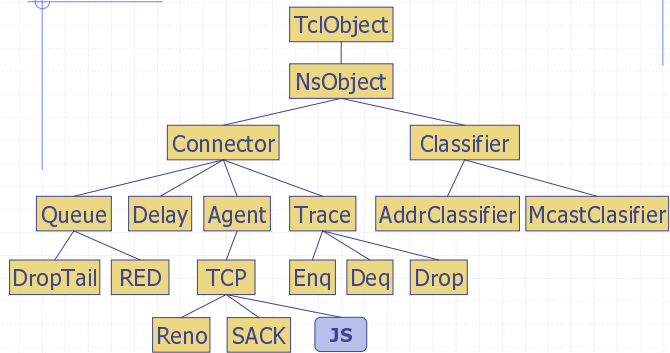 TclObject
NsObject
Connector
Classifier
Queue
Delay
Agent
Trace
AddrClassifier
McastClasifier
DropTail
RED
TCP
Enq
Deq
Drop
Reno
SACK
JS